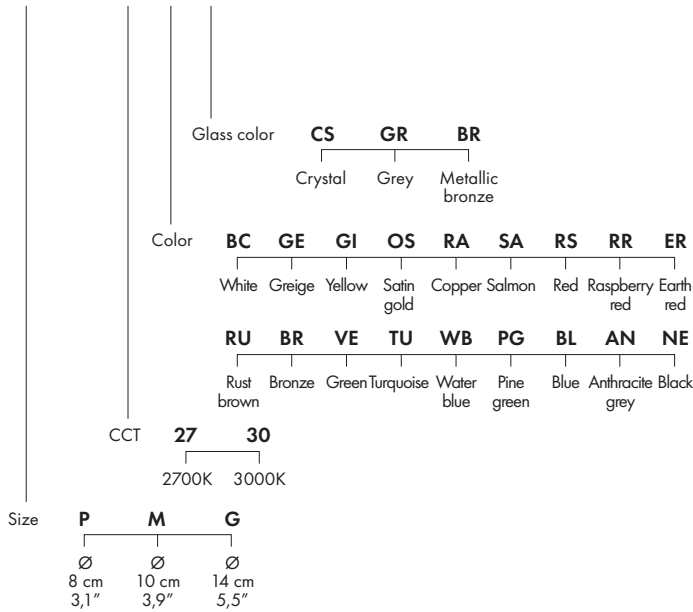 Glass color CS GR BR
Crystal Grey Metallic
bronze
Color BC GE GI OS RA SA RS RR ER
White Greige Yellow Satin Copper Salmon Red Raspberry Earth
gold red red
RU BR VE TU WB PG BL AN NE
Rust Bronze Green Turquoise Water Pine Blue Anthracite Black
brown blue green grey
CCT 27 30
2700K 3000K
Size P M G
Ø Ø Ø
8 cm 10 cm 14 cm
3,1" 3,9" 5,5"